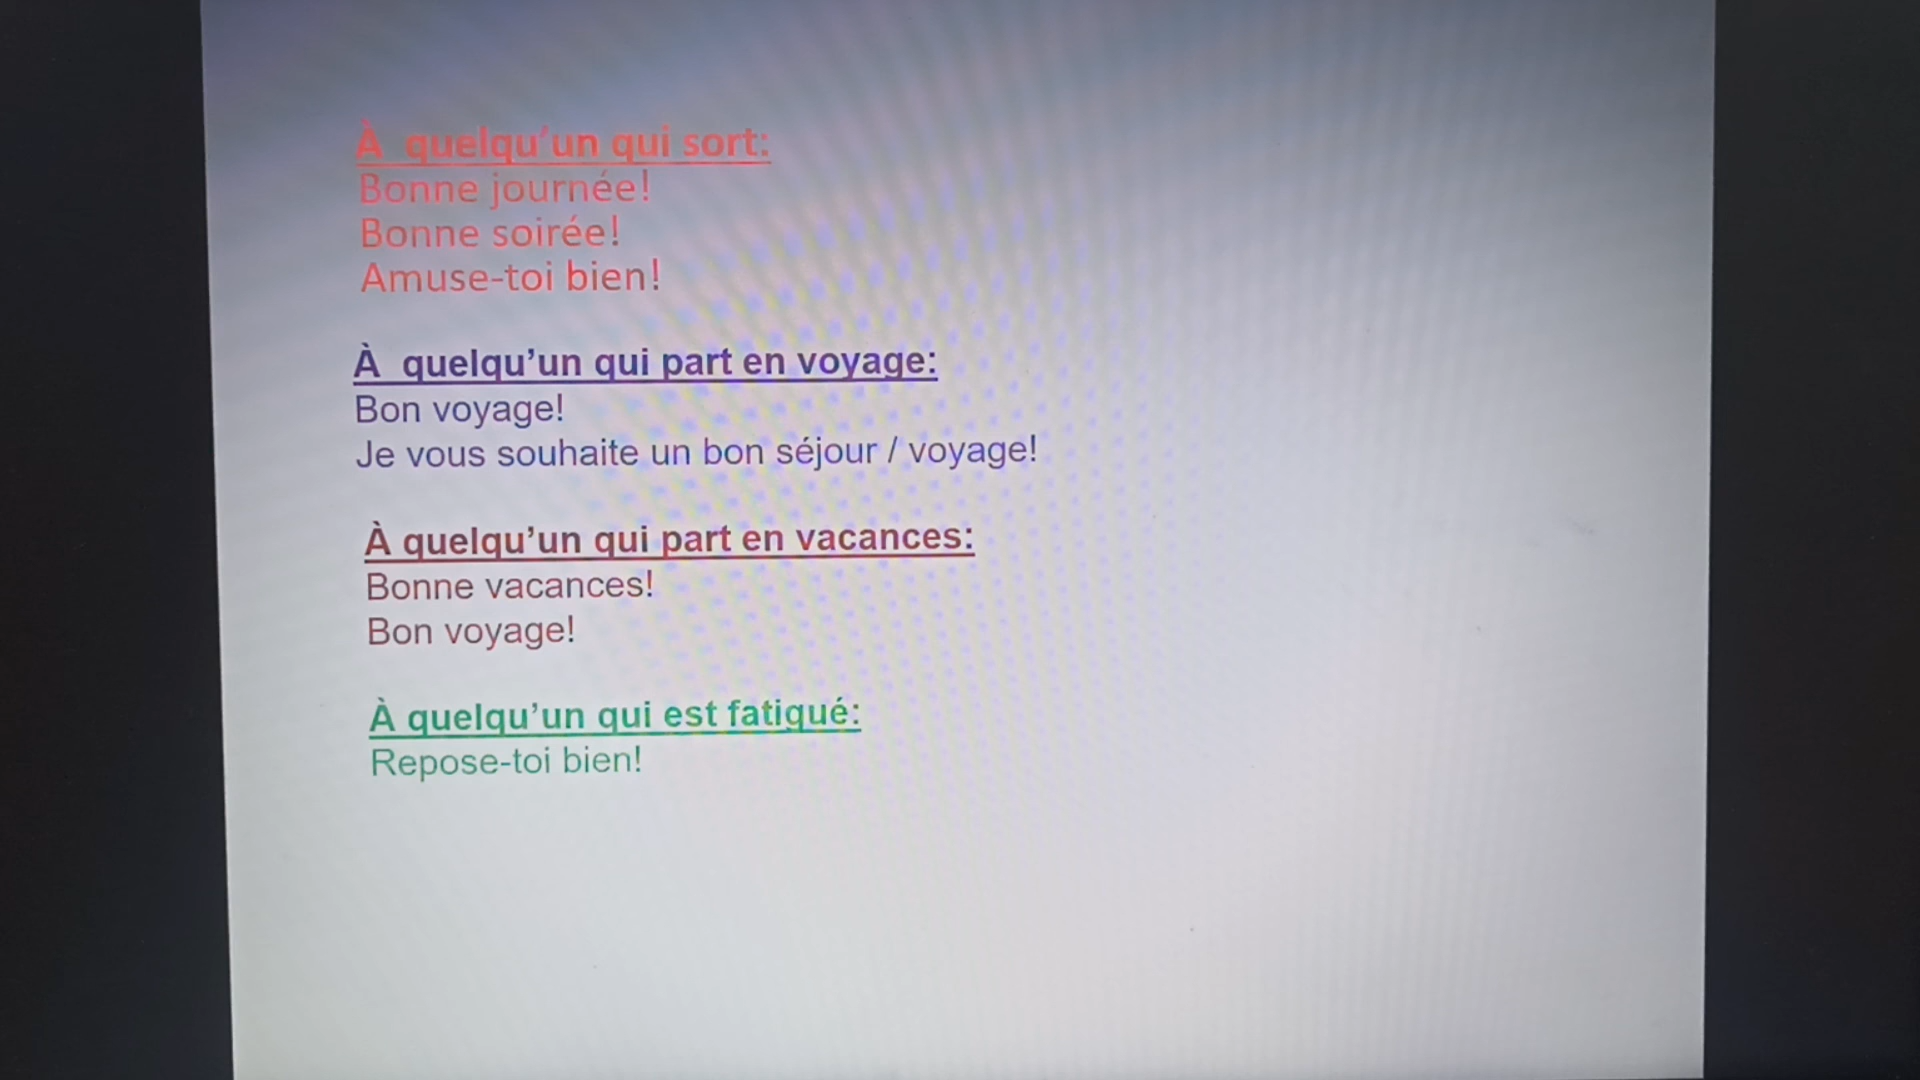 À quelqu'un qui sort:
Bonne journée!
Bonne soirée!
Amuse-toi bien!
À quelqu'un qui part en voyage:
Bon voyage!
Je vous souhaite un bon séjour / voyage!
À quelqu'un qui part en vacances:
Bonne vacances!
Bon voyage!
À quelqu'un qui est fatigué:
Repose-toi bien!